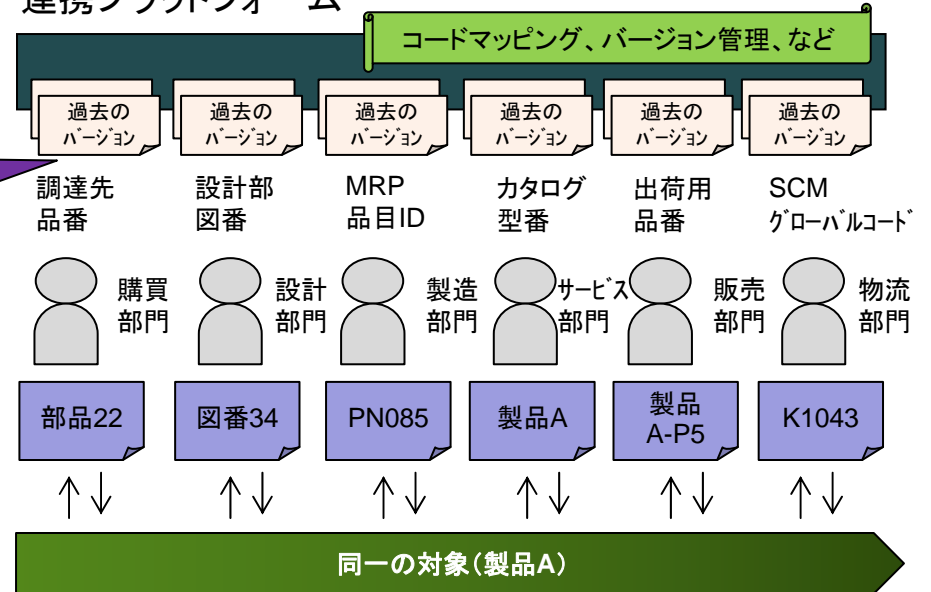 連携プラットフォーム
コードマッピング、バージョン管理、など
過去の
ﾊﾞｰｼﾞｮﾝ
過去の
ﾊﾞｰｼﾞｮﾝ
過去の
ﾊﾞｰｼﾞｮﾝ
過去の
ﾊﾞｰｼﾞｮﾝ
過去の
ﾊﾞｰｼﾞｮﾝ
過去の
ﾊﾞｰｼﾞｮﾝ
調達先
品番
設計部
図番
MRP
品目ID
カタログ
型番
出荷用
品番
SCM
ｸﾞﾛｰﾊﾞﾙｺｰﾄﾞ
購買
部門
設計
部門
製造
部門
ｻｰﾋﾞｽ
部門
販売
部門
物流
部門
部品22
図番34
PN085
製品A
製品
A-P5
K1043
同一の対象(製品A)